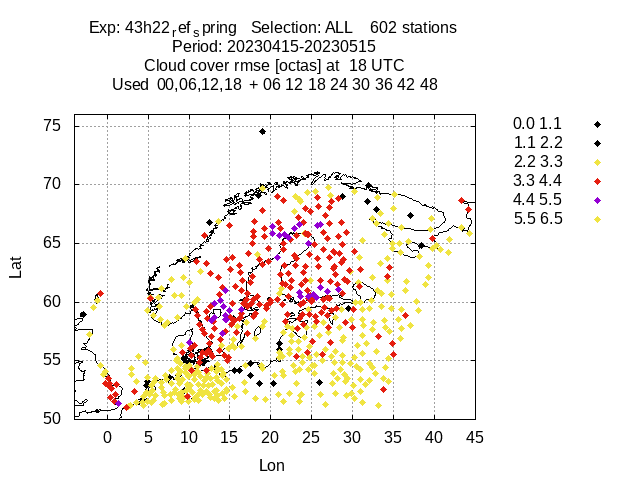 Exp: 43h22refspring   Selection: ALL    602 stations
Period: 20230415-20230515
Cloud cover rmse [octas] at  18 UTC
Used  00,06,12,18  + 06 12 18 24 30 36 42 48
75
70
65
60
55
50
Lat
0 5 10 15 20 25 30 35 40 45
Lon
0.0 1.1
1.1 2.2
2.2 3.3
3.3 4.4
4.4 5.5
5.5 6.5